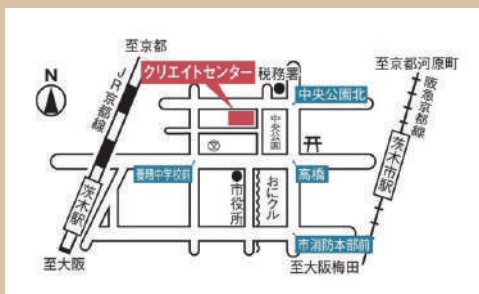 至京都
N
JR京都線
クリエイトセンター
税務署
中央公園北
至京都河原町
阪急京都線
中央公園
文
養精中学校前
高橋
茨木市駅
茨木駅
市役所
おにクル
市消防本部前
至大阪
至大阪梅田